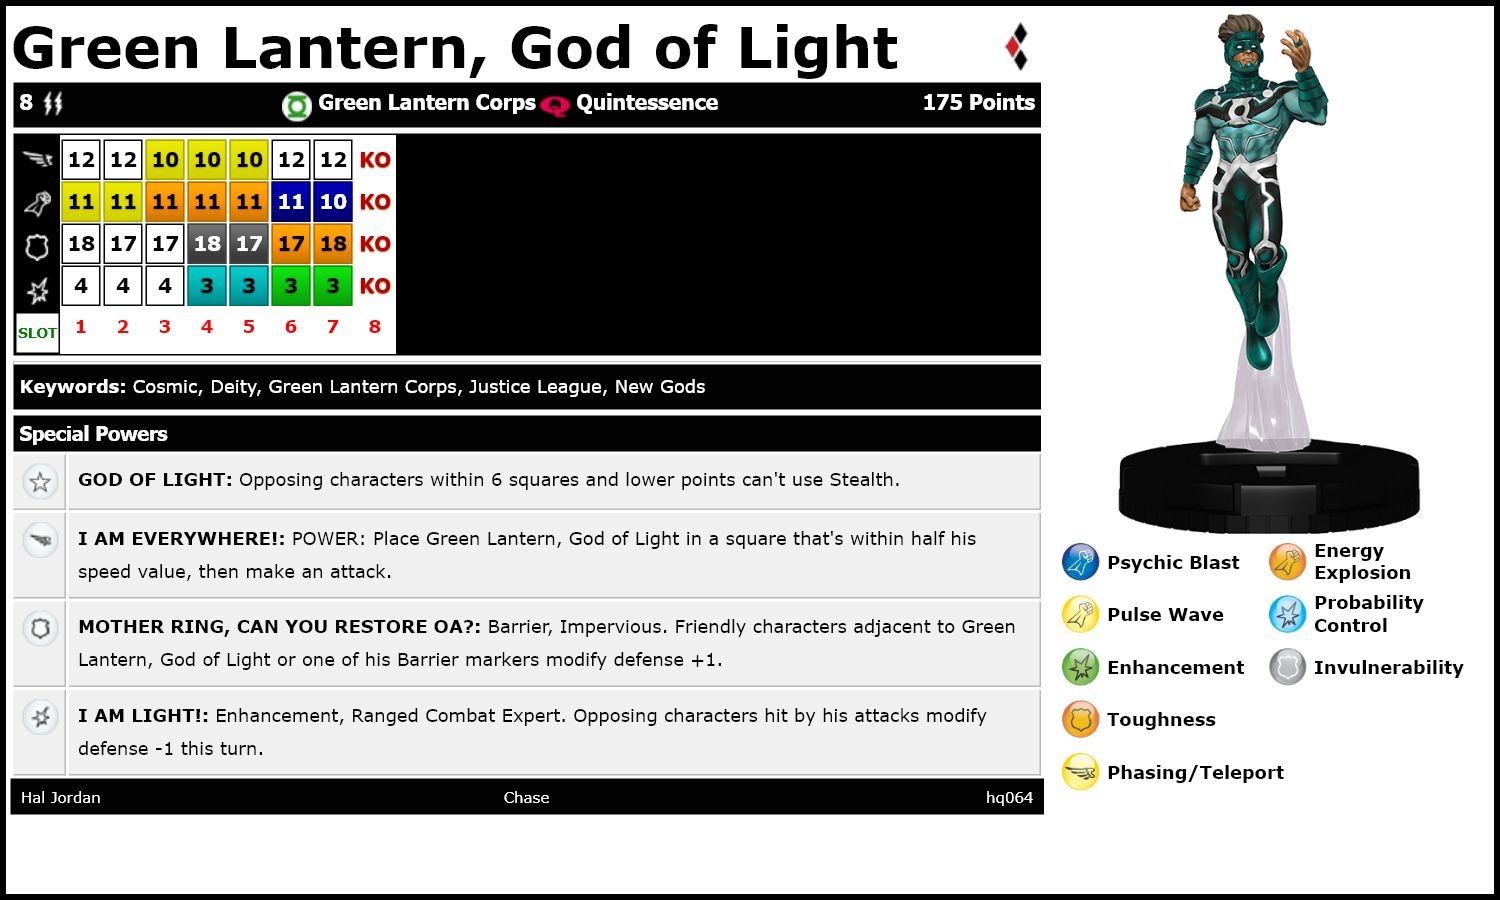 Green Lantern, God of Light
8 Green Lantern Corps Q Quintessence 175 Points
12 12 10 10 10 12 12 KO
11 11 11 11 11 11 10 KO
18 17 17 18 17 17 18 KO
4 4 4 3 3 3 3 KO
SLOT 1 2 3 4 5 6 7 8
Keywords: Cosmic, Deity, Green Lantern Corps, Justice League, New Gods
Special Powers
GOD OF LIGHT: Opposing characters within 6 squares and lower points can't use Stealth.
I AM EVERYWHERE!: POWER: Place Green Lantern, God of Light in a square that's within half his
speed value, then make an attack.
MOTHER RING, CAN YOU RESTORE OA?: Barrier, Impervious. Friendly characters adjacent to Green
Lantern, God of Light or one of his Barrier markers modify defense +1.
I AM LIGHT!: Enhancement, Ranged Combat Expert. Opposing characters hit by his attacks modify
defense -1 this turn.
Hal Jordan Chase hq064
Psychic Blast
Energy
Explosion
Pulse Wave
Probability
Control
Enhancement
Invulnerability
Toughness
Phasing/Teleport